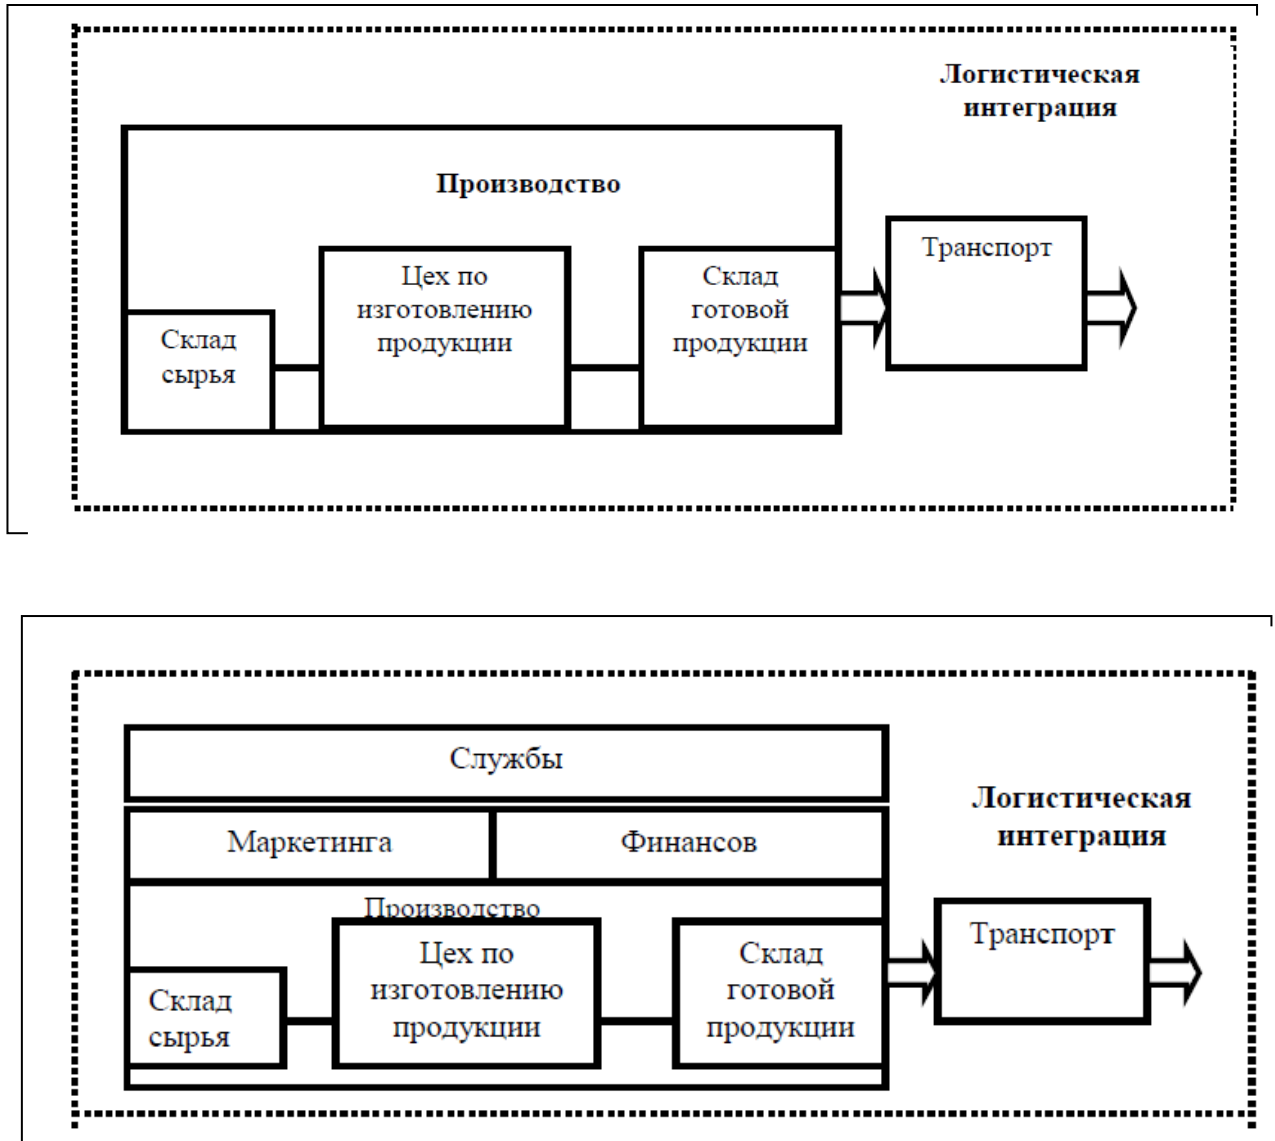 Логистическая
интеграция
Производство
Цех по
изготовлению
продукции
Склад
готовой
продукции
Транспорт
Склад
сырья
Службы
Маркетинга
Финансов
Логистическая
интеграция
Производство
Цех по
изготовлению
продукции
Склад
готовой
продукции
Транспорт
Склад
сырья